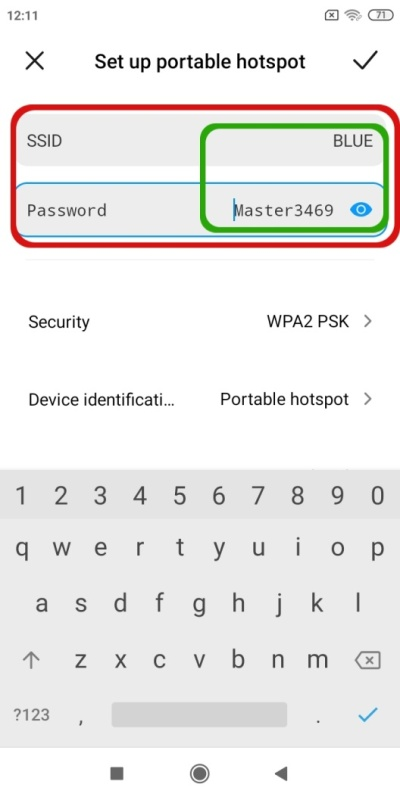 12:11
71
Set up portable hotspot
SSID BLUE
Password Master3469
Security WPA2 PSK
Device identificati... Portable hotspot
1 2 3 4 5 6 7 8 9 0
q w e r t y u i o p
a s d f g h j k l
z x c v b n m
?123 , .